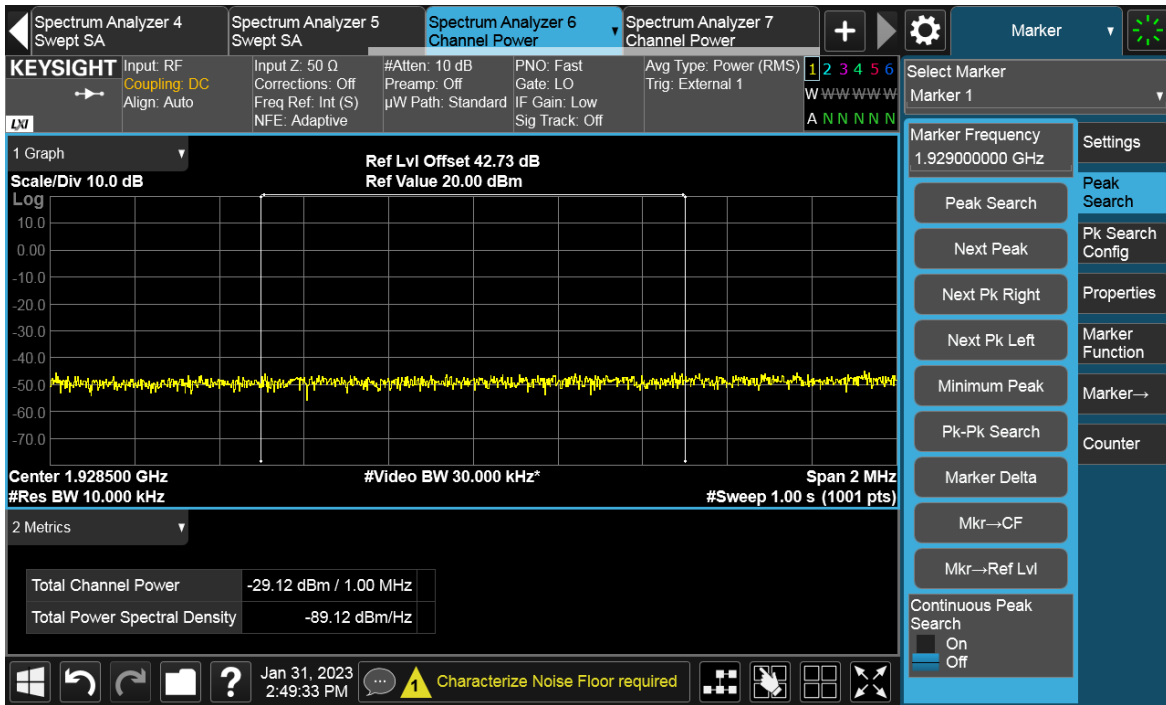 Spectrum Analyzer 4
Swept SA
Spectrum Analyzer 5
Swept SA
Spectrum Analyzer 6
Channel Power
Spectrum Analyzer 7
Channel Power
+
Marker
KEYSIGHT
LXI
Input: RF
Coupling: DC
Align: Auto
Input Z: 50 Ω
Corrections: Off
Freq Ref: Int (S)
NFE: Adaptive
#Atten: 10 dB
Preamp: Off
µW Path: Standard
PNO: Fast
Gate: LO
IF Gain: Low
Sig Track: Off
Avg Type: Power (RMS)
Trig: External 1
1 2 3 4 5 6
W W W W W W
A N N N N N
Select Marker
Marker 1
1 Graph
Ref Lvl Offset 42.73 dB
Scale/Div 10.0 dB
Ref Value 20.00 dBm
Log
10.0
0.00
-10.0
-20.0
-30.0
-40.0
-50.0
-60.0
-70.0
Center 1.928500 GHz
#Video BW 30.000 kHz*
Span 2 MHz
#Res BW 10.000 kHz
#Sweep 1.00 s (1001 pts)
2 Metrics
Total Channel Power
-29.12 dBm / 1.00 MHz
Total Power Spectral Density
-89.12 dBm/Hz
Marker Frequency
1.929000000 GHz
Peak Search
Next Peak
Next Pk Right
Next Pk Left
Minimum Peak
Pk-Pk Search
Marker Delta
Mkr→CF
Mkr→Ref Lvl
Continuous Peak
Search
On
Off
Settings
Peak
Search
Pk Search
Config
Properties
Marker
Function
Marker→
Counter
?
Jan 31, 2023
2:49:33 PM
1
Characterize Noise Floor required